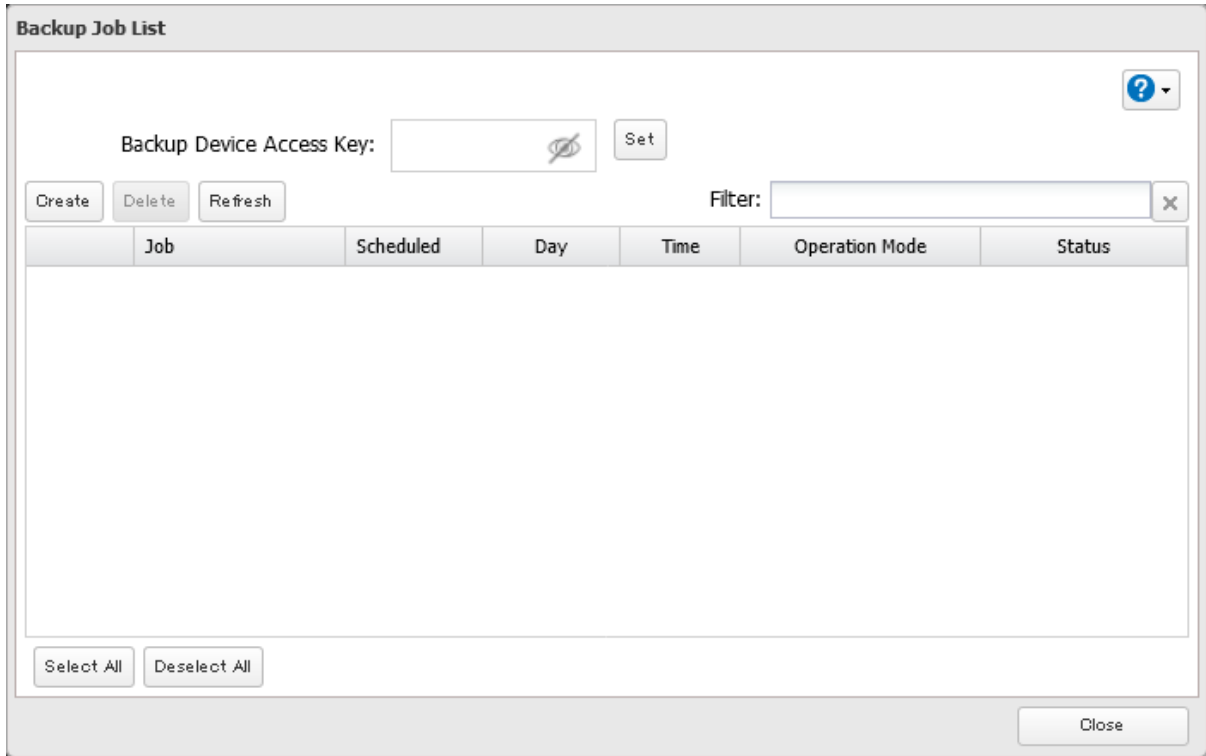 Backup Job List
Backup Device Access Key: Set
Create Delete Refresh Filter:
Job Scheduled Day Time Operation Mode Status
Select All Deselect All
Close